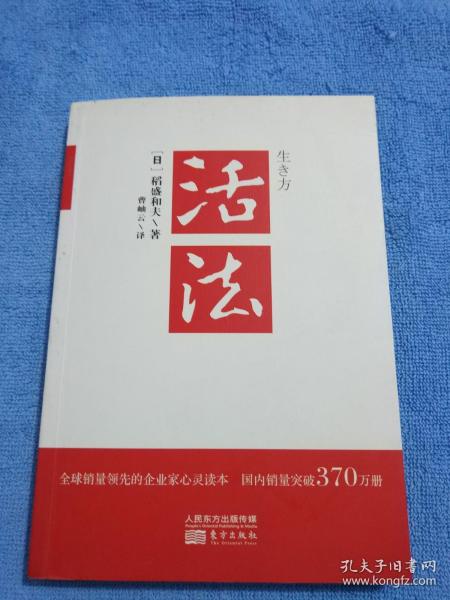 生き方
活法
[日]稻盛和夫\著
曹岫云\译
全球销量领先的企业家心灵读本 国内销量突破370万册
人民东方出版传媒
People's Oriental Publishing & Media
东方出版社
The Oriental Press
孔夫子旧书网
www.kongfz.com